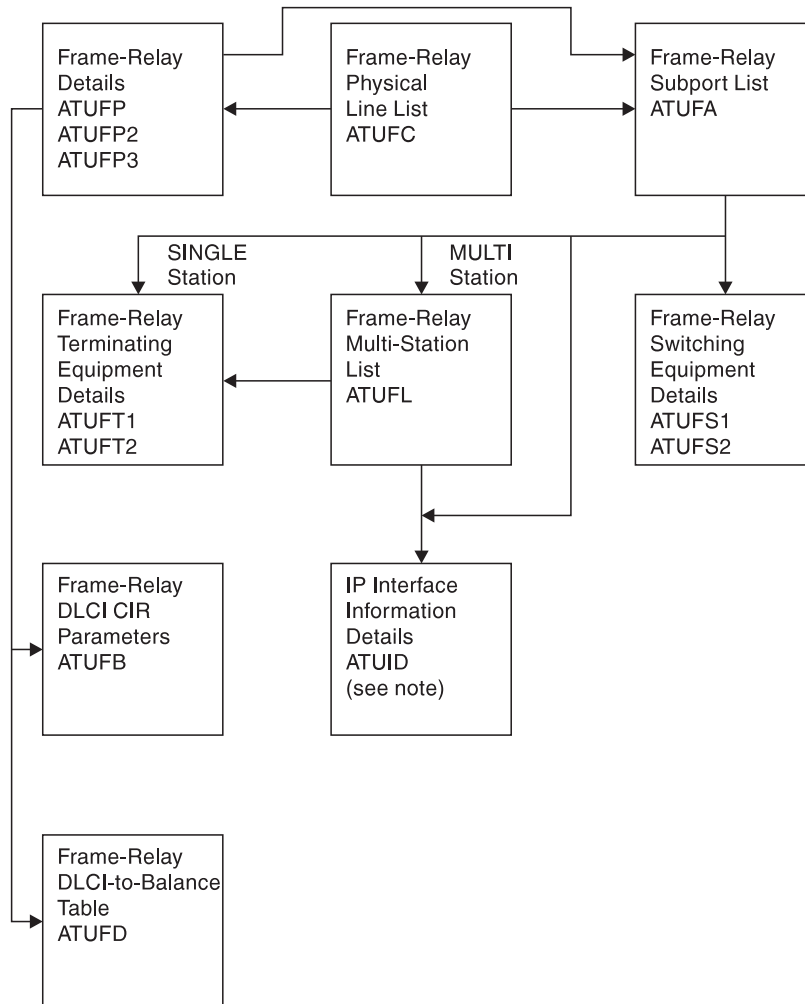 Frame-Relay
Details
ATUFP
ATUFP2
ATUFP3
Frame-Relay
Physical
Line List
ATUFC
Frame-Relay
Subport List
ATUFA
SINGLE
Station
MULTI
Station
Frame-Relay
Terminating
Equipment
Details
ATUFT1
ATUFT2
Frame-Relay
Multi-Station
List
ATUFL
Frame-Relay
Switching
Equipment
Details
ATUFS1
ATUFS2
Frame-Relay
DLCI CIR
Parameters
ATUFB
IP Interface
Information
Details
ATUID
(see note)
Frame-Relay
DLCI-to-Balance
Table
ATUFD